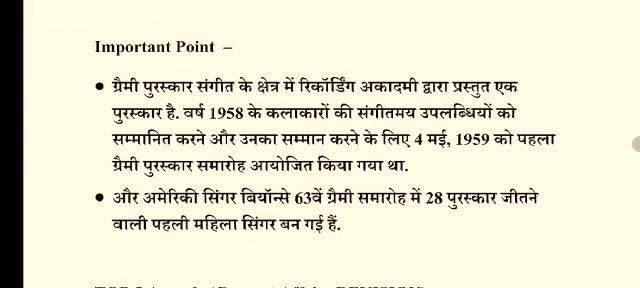 Important Point –
● ग्रैमी पुरस्कार संगीत के क्षेत्र में रिकॉर्डिंग अकादमी द्वारा प्रस्तुत एक
पुरस्कार है. वर्ष 1958 के कलाकारों की संगीतमय उपलब्धियों को
सम्मानित करने और उनका सम्मान करने के लिए 4 मई, 1959 को पहला
ग्रैमी पुरस्कार समारोह आयोजित किया गया था.
● और अमेरिकी सिंगर बियॉन्से 63वें ग्रैमी समारोह में 28 पुरस्कार जीतने
वाली पहली महिला सिंगर बन गई हैं.